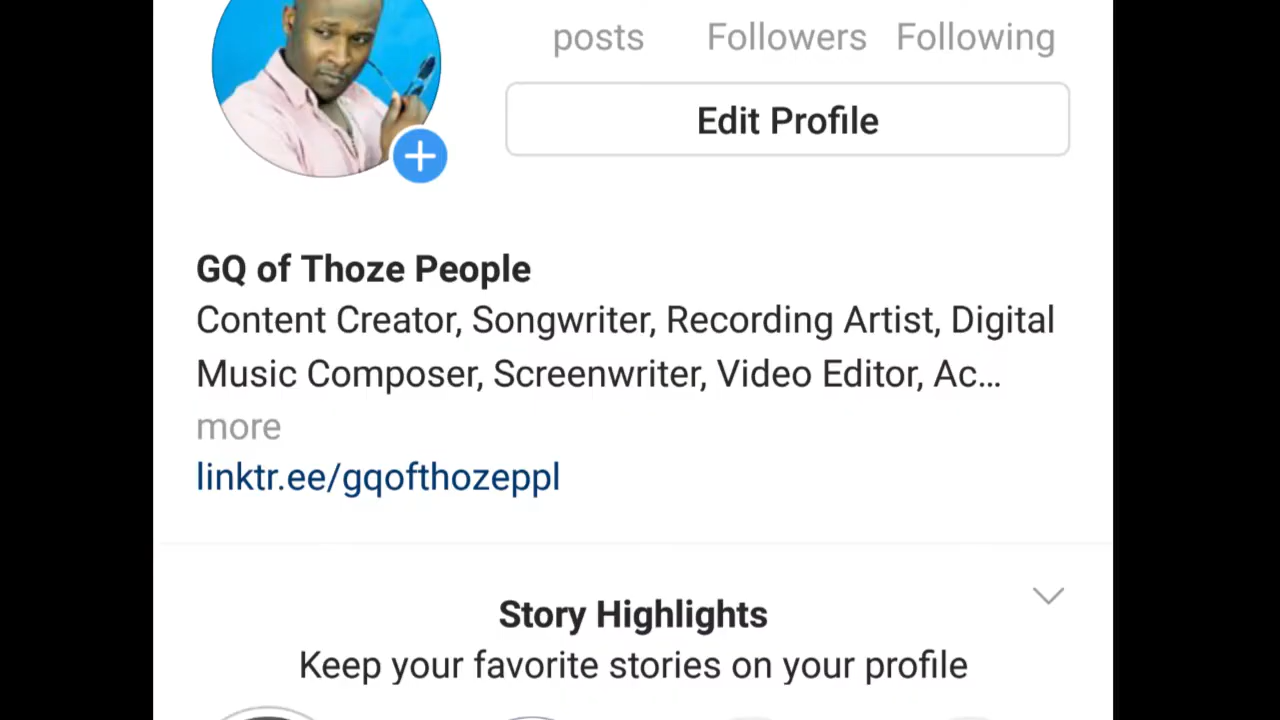 posts Followers Following
Edit Profile
GQ of Thoze People
Content Creator, Songwriter, Recording Artist, Digital
Music Composer, Screenwriter, Video Editor, Ac...
more
linktr.ee/gqofthozeppl
Story Highlights
Keep your favorite stories on your profile